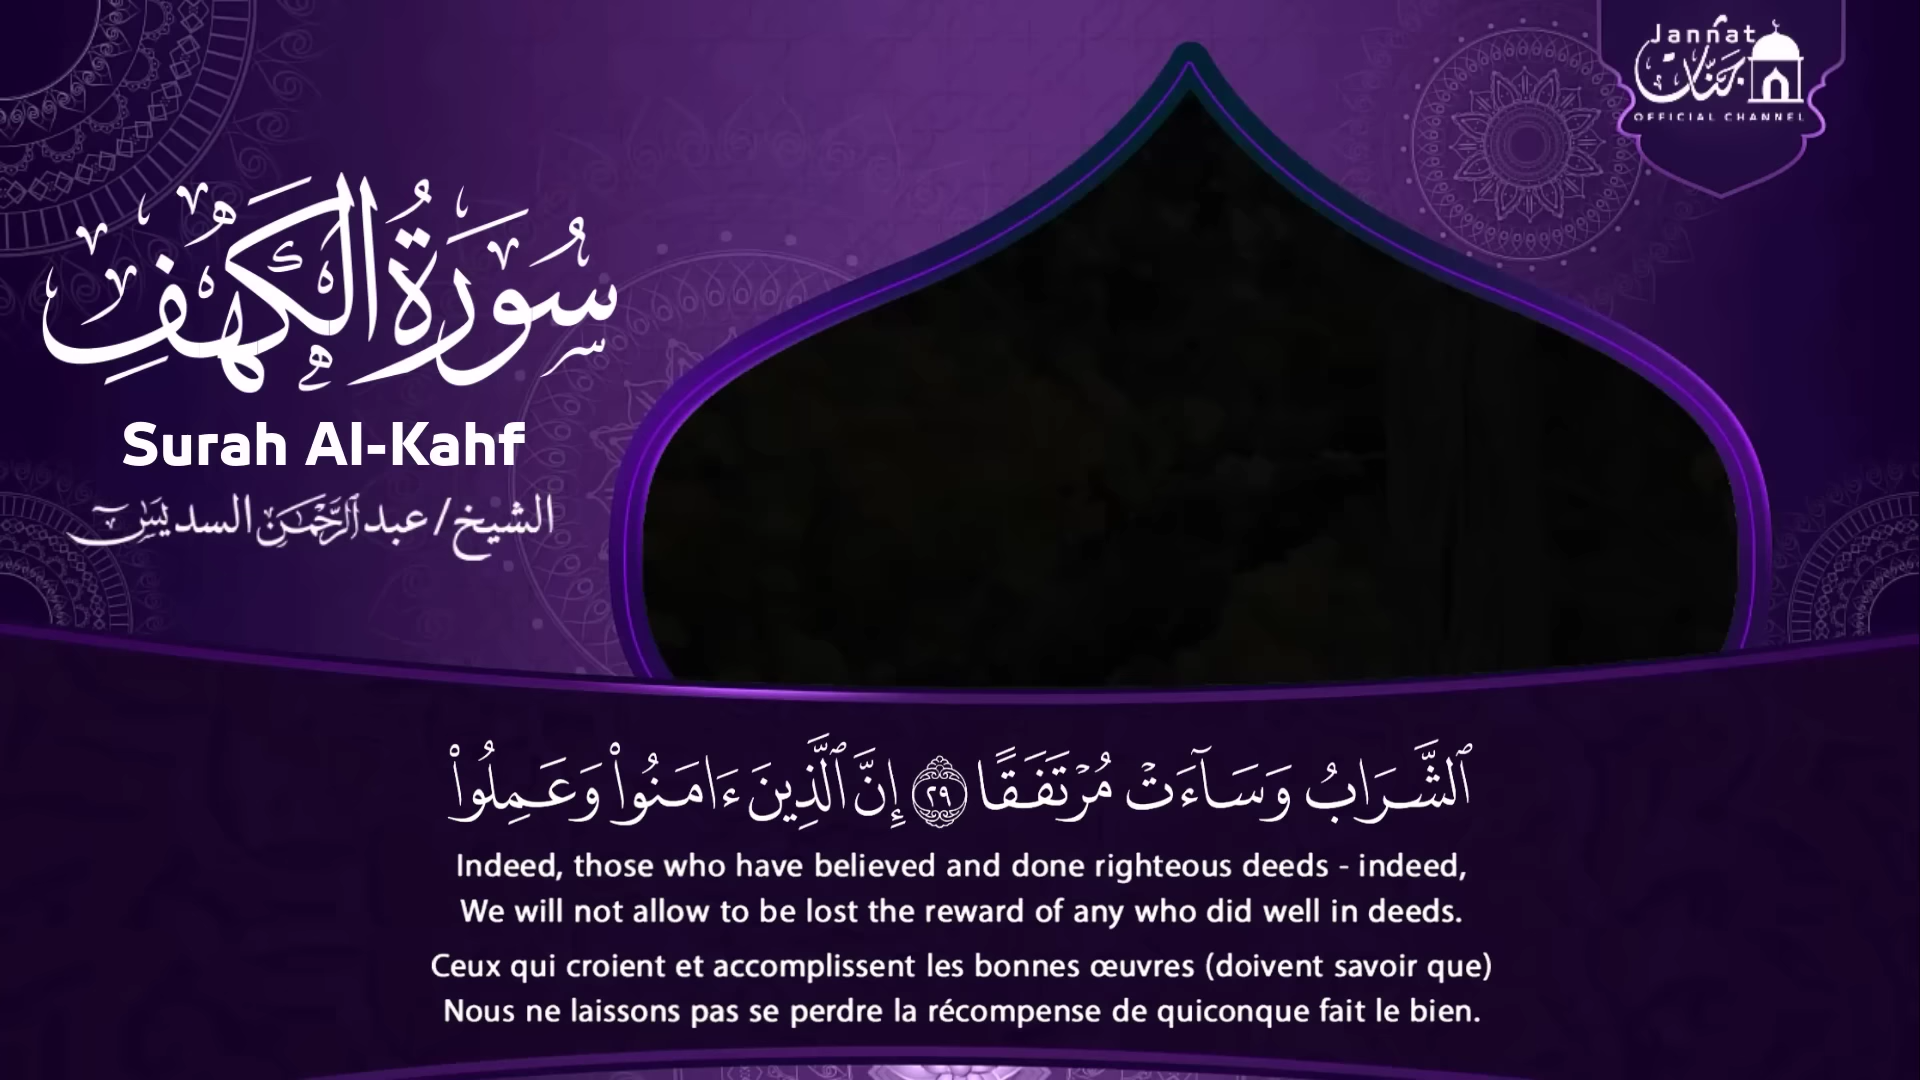 Jannat
جنات
OFFICIAL CHANNEL
سُورَةُ الْكَهْفِ
Surah Al-Kahf
الشيخ / عبد الرحمن السديس
ٱلشَّرَابُ وَسَآءَتْ مُرْتَفَقًا ٢٩ إِنَّ ٱلَّذِينَ ءَامَنُوا۟ وَعَمِلُوا۟
Indeed, those who have believed and done righteous deeds - indeed,
We will not allow to be lost the reward of any who did well in deeds.
Ceux qui croient et accomplissent les bonnes œuvres (doivent savoir que)
Nous ne laissons pas se perdre la récompense de quiconque fait le bien.